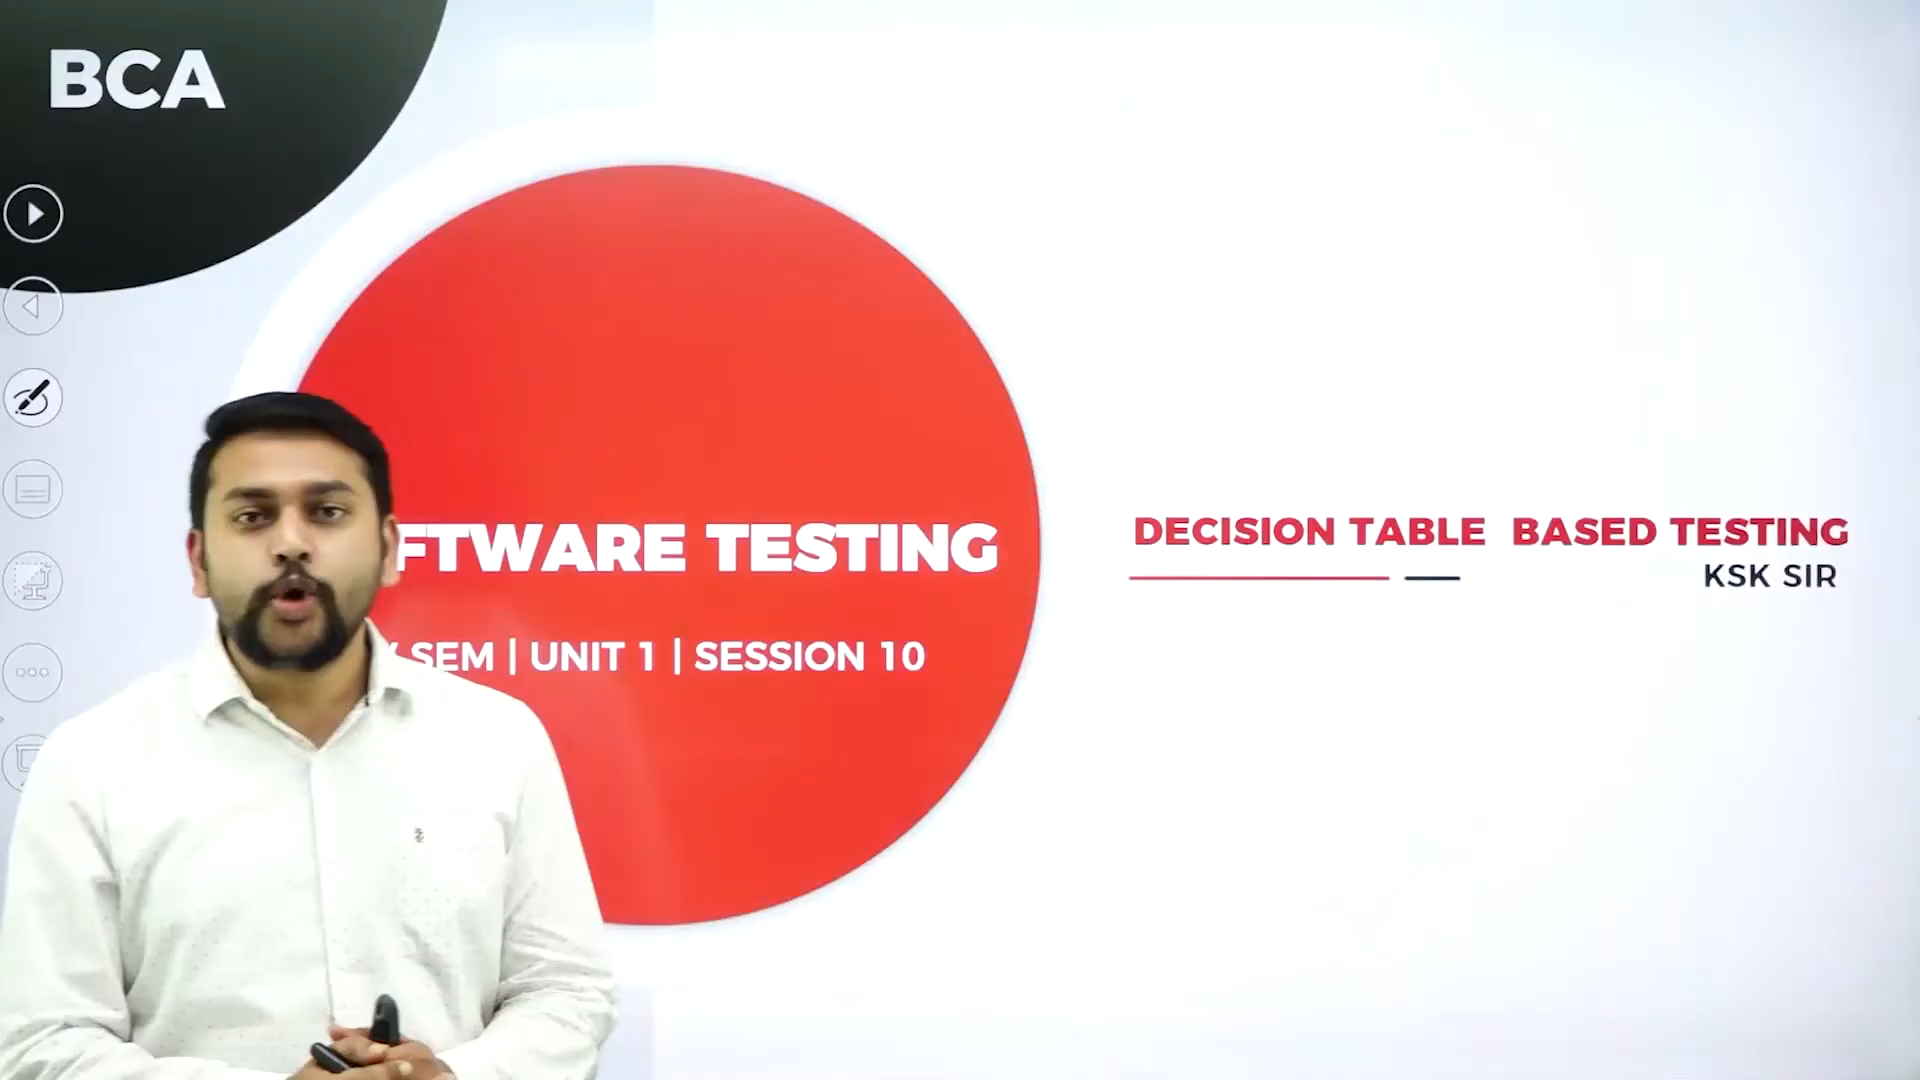 BCA
FTWARE TESTING
SEM | UNIT 1 | SESSION 10
DECISION TABLE BASED TESTING
KSK SIR